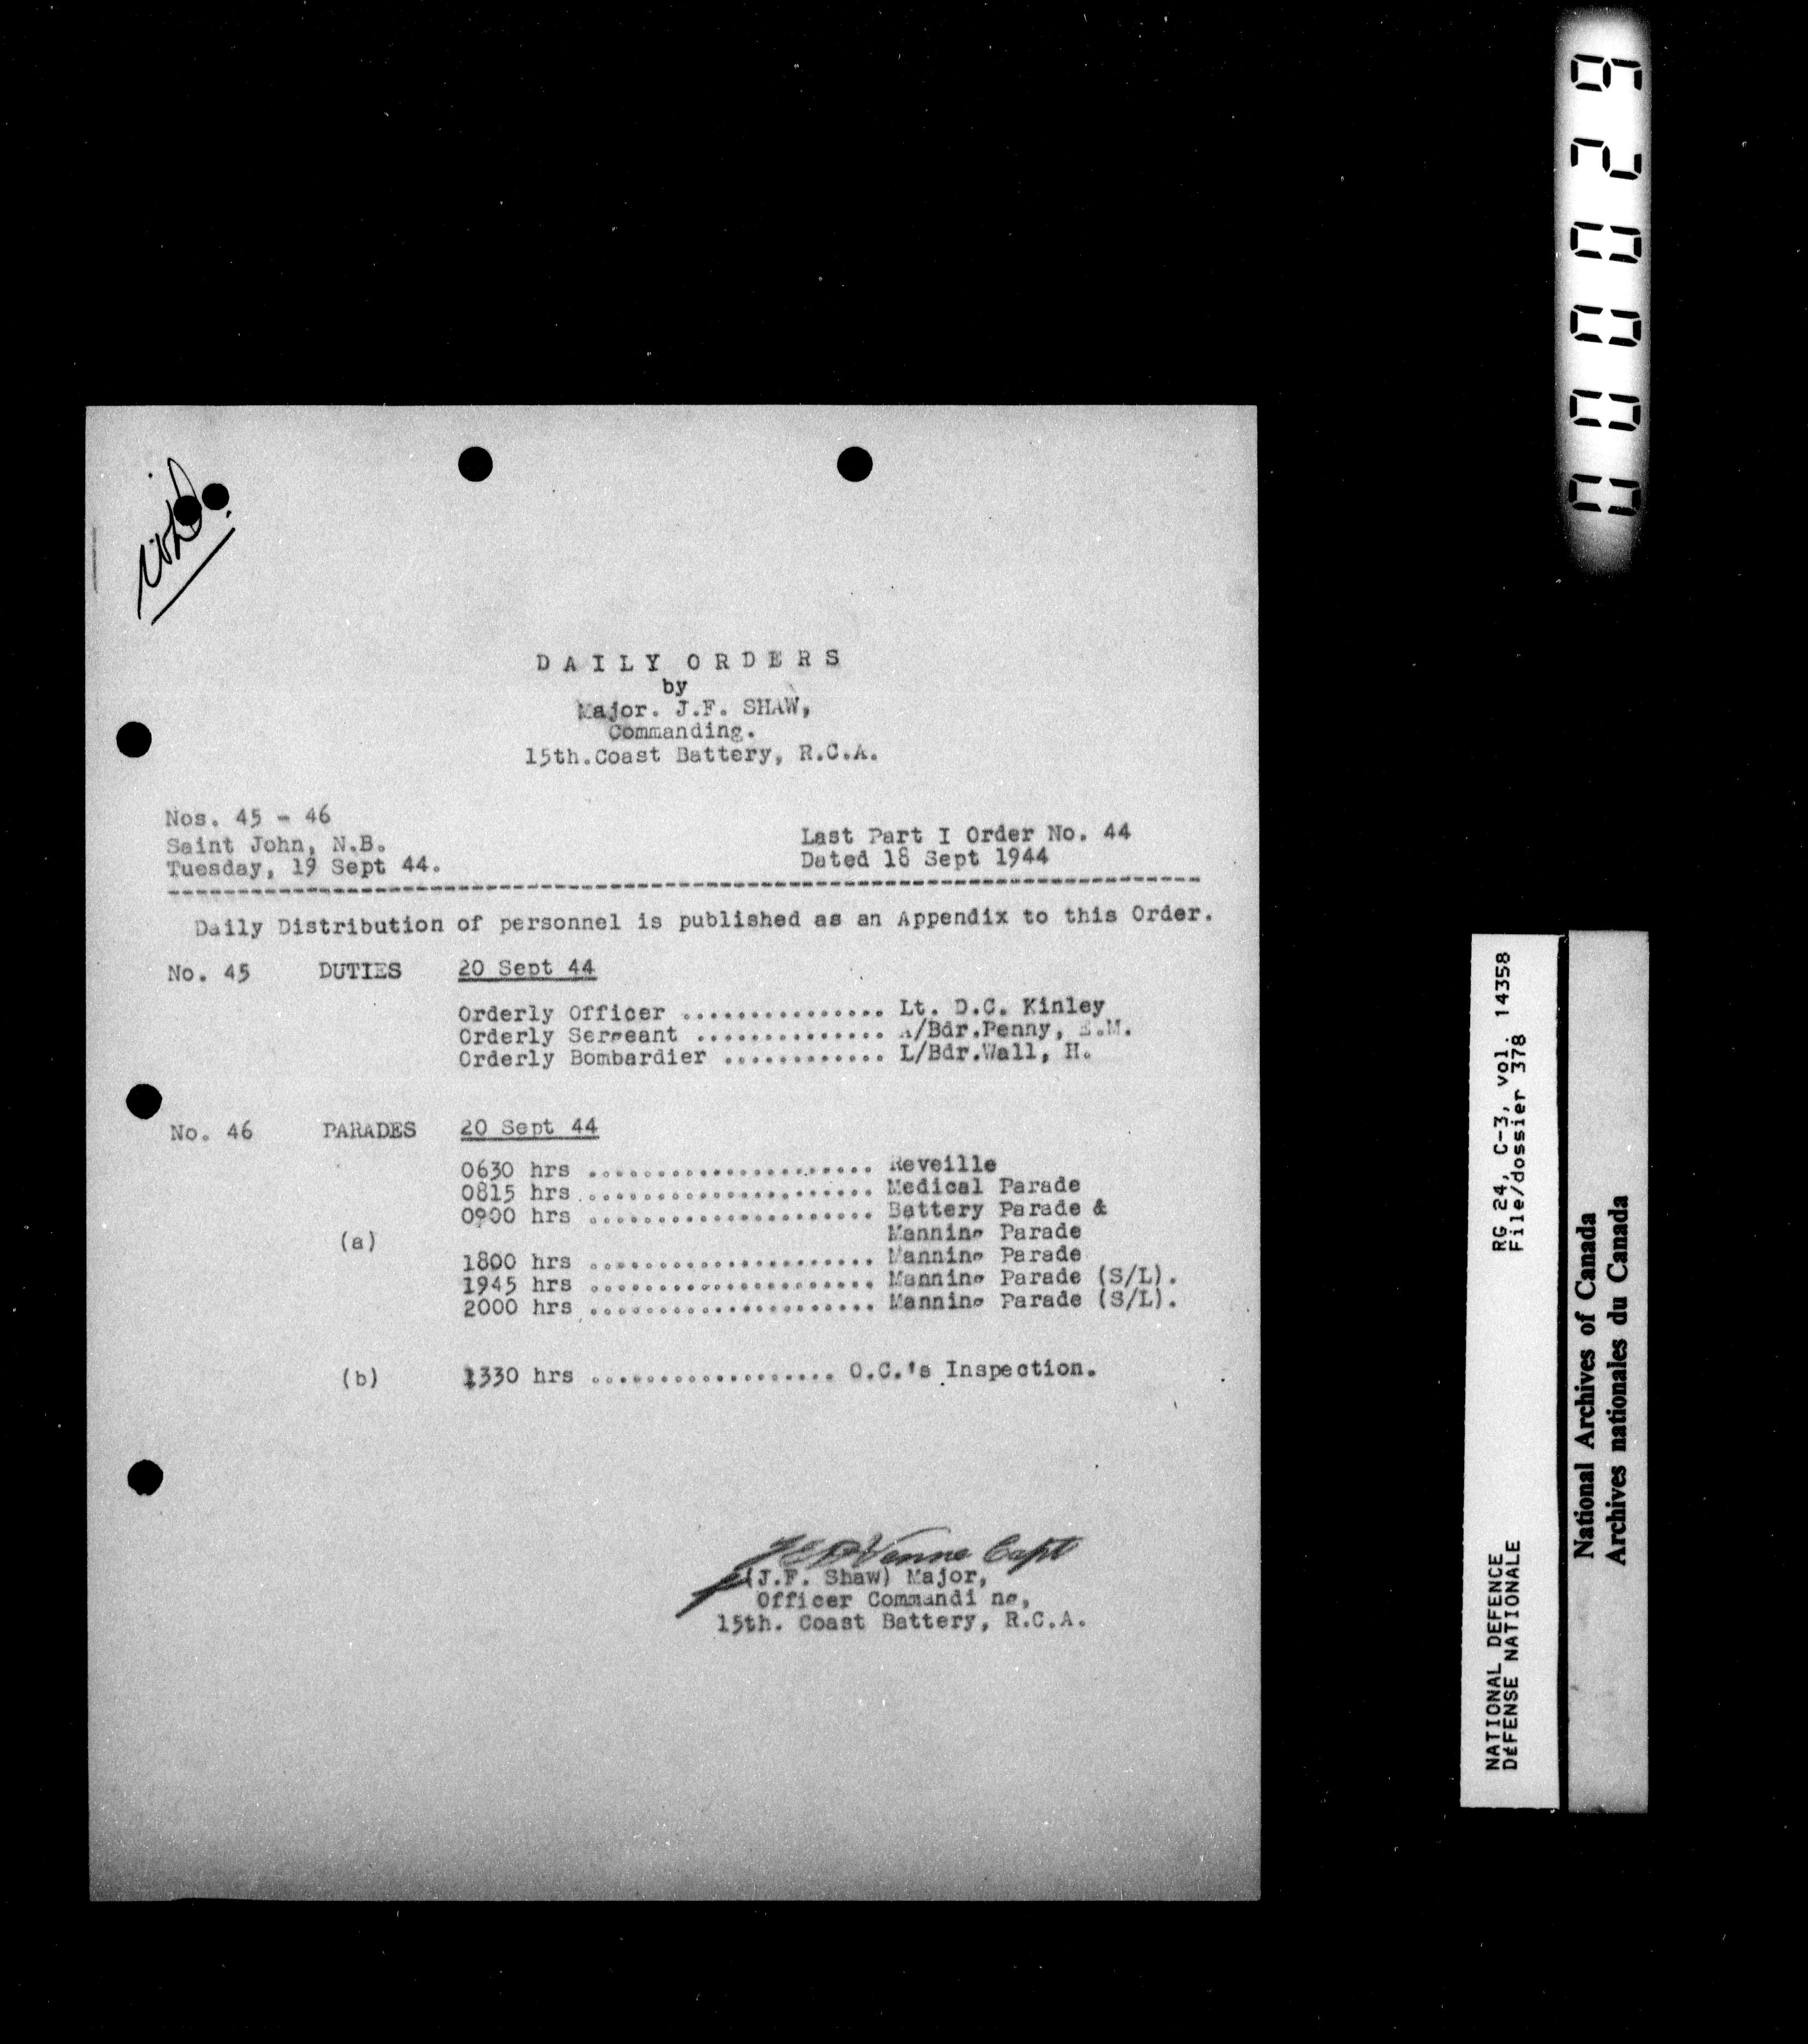 DAILY ORDERS
by
Major. J.F. SHAW,
Commanding.
15th.Coast Battery, R.C.A.
Nos. 45 - 46
Saint John, N.B.
Tuesday, 19 Sept 44.
Last Part I Order No. 44
Dated 18 Sept 1944
Daily Distribution of personnel is published as an Appendix to this Order.
No. 45 DUTIES 20 Sept 44
Orderly Officer ............... Lt. D.C. Kinley
Orderly Sergeant .............. A/Bdr.Penny, E.M.
Orderly Bombardier ............ L/Bdr.Wall, H.
No. 46 PARADES 20 Sept 44
0630 hrs ..................... Reveille
0815 hrs ..................... Medical Parade
0900 hrs ..................... Battery Parade &
Manning Parade
(a)
1800 hrs ..................... Manning Parade
1945 hrs ..................... Manning Parade (S/L).
2000 hrs ..................... Manning Parade (S/L).
(b) 1330 hrs .................. O.C.'s Inspection.
Venne Capt
(J.F. Shaw) Major,
Officer Commandi ng,
15th. Coast Battery, R.C.A.
000029
NATIONAL DEFENCE RG 24, C-3, vol. 14358
DéFENSE NATIONALE File/dossier 378
National Archives of Canada
Archives nationales du Canada